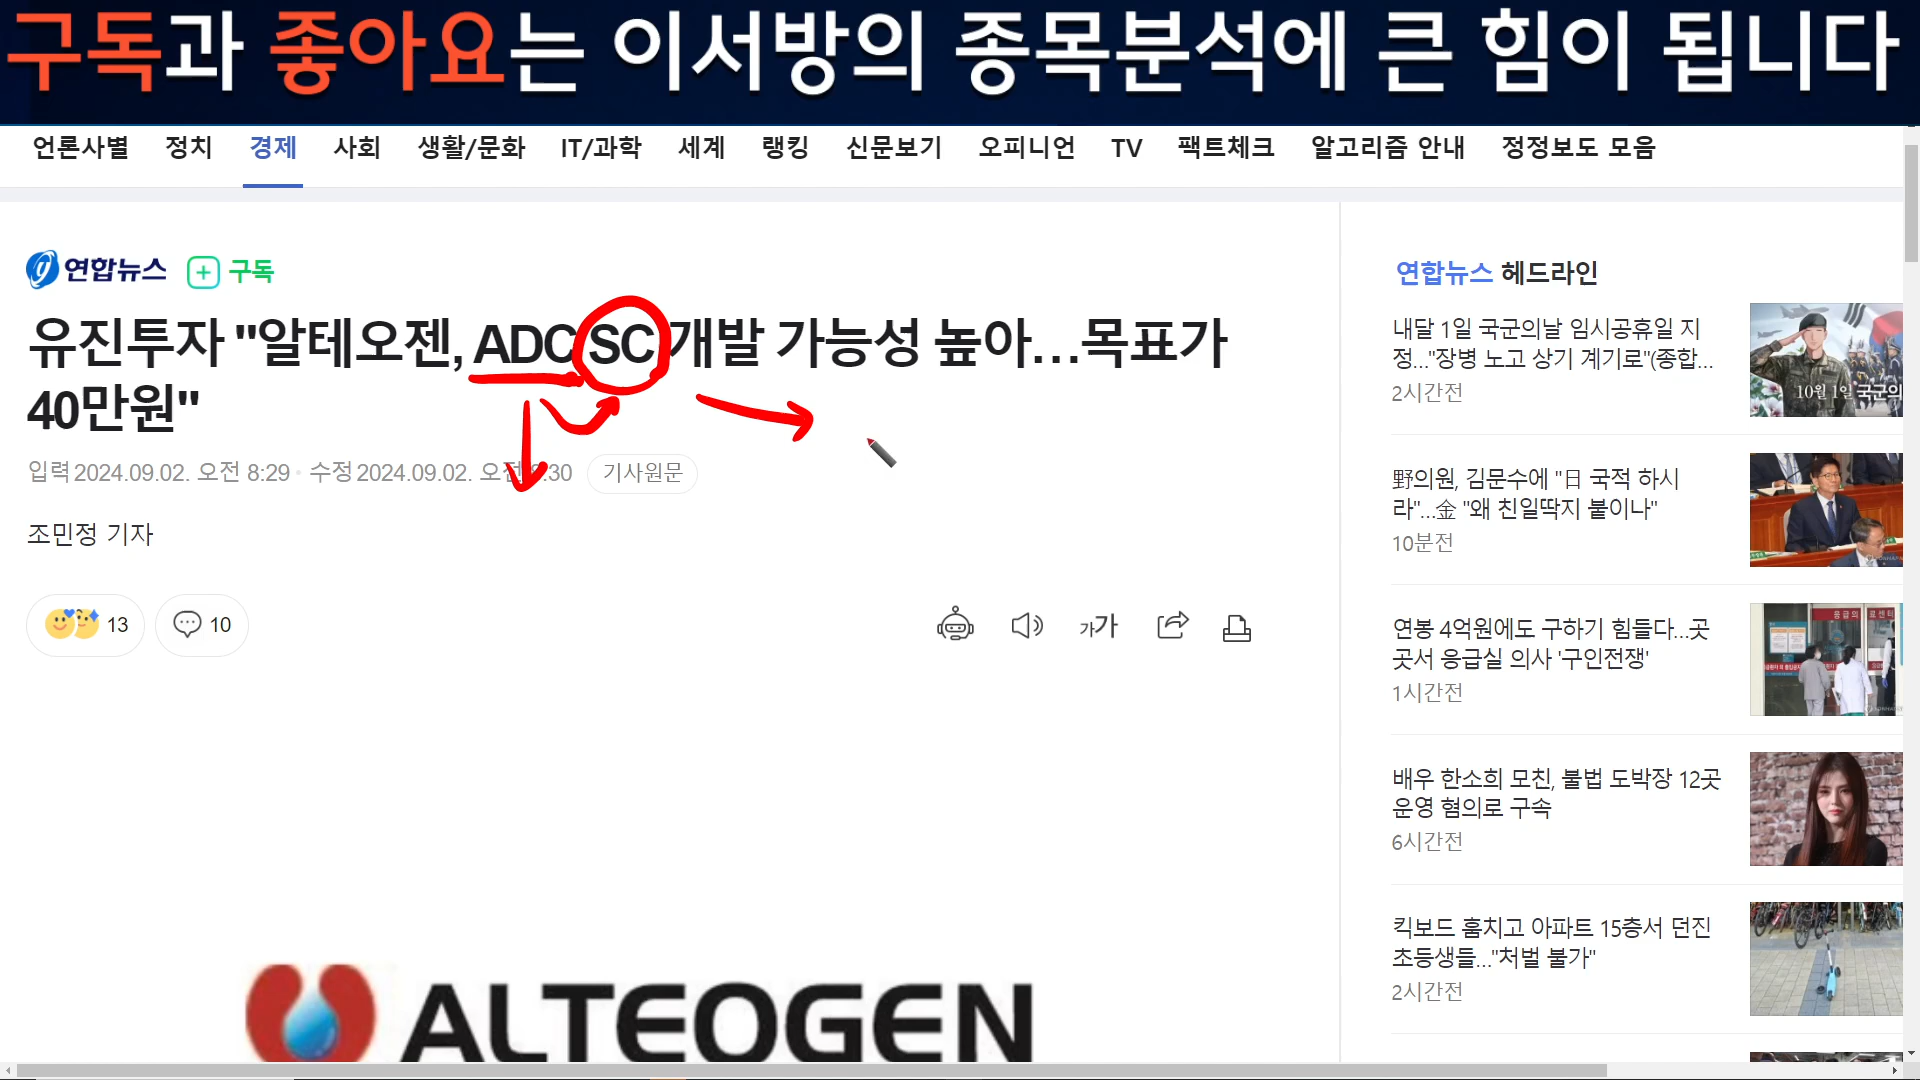 구독과 좋아요는 이서방의 종목분석에 큰 힘이 됩니다
언론사별 정치 경제 사회 생활/문화 IT/과학 세계 랭킹 신문보기 오피니언 TV 팩트체크 알고리즘 안내 정정보도 모음
연합뉴스 구독
유진투자 "알테오젠, ADC SC 개발 가능성 높아…목표가
40만원"
입력 2024.09.02. 오전 8:29 수정 2024.09.02. 오전 :30 기사원문
조민정 기자
13 10
가가
ALTEOGEN
연합뉴스 헤드라인
내달 1일 국군의날 임시공휴일 지
정…"장병 노고 상기 계기로"(종합…
2시간전
10월 1일 국군의
野의원, 김문수에 "日 국적 하시
라"…金 "왜 친일딱지 붙이나"
10분전
연봉 4억원에도 구하기 힘들다…곳
곳서 응급실 의사 '구인전쟁'
1시간전
응급의료센터
배우 한소희 모친, 불법 도박장 12곳
운영 혐의로 구속
6시간전
킥보드 훔치고 아파트 15층서 던진
초등생들…"처벌 불가"
2시간전